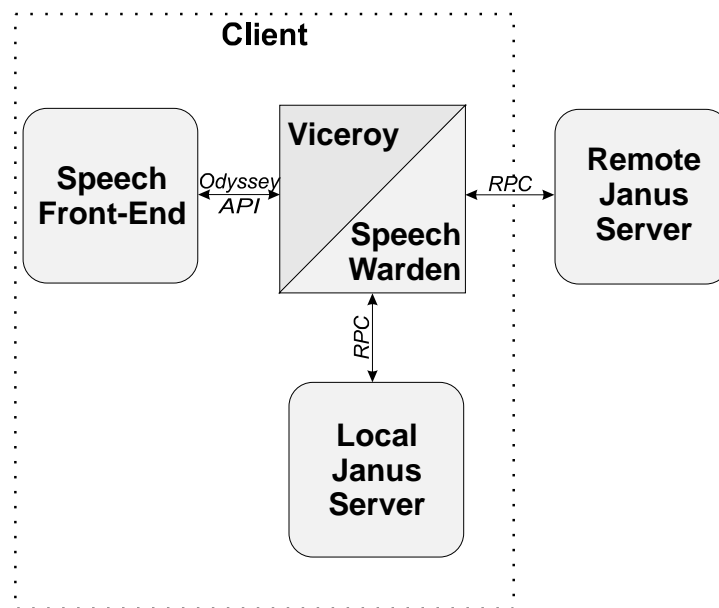 Client
Speech
Front-End
Odyssey
API
Viceroy
Speech
Warden
RPC
Remote
Janus
Server
RPC
Local
Janus
Server